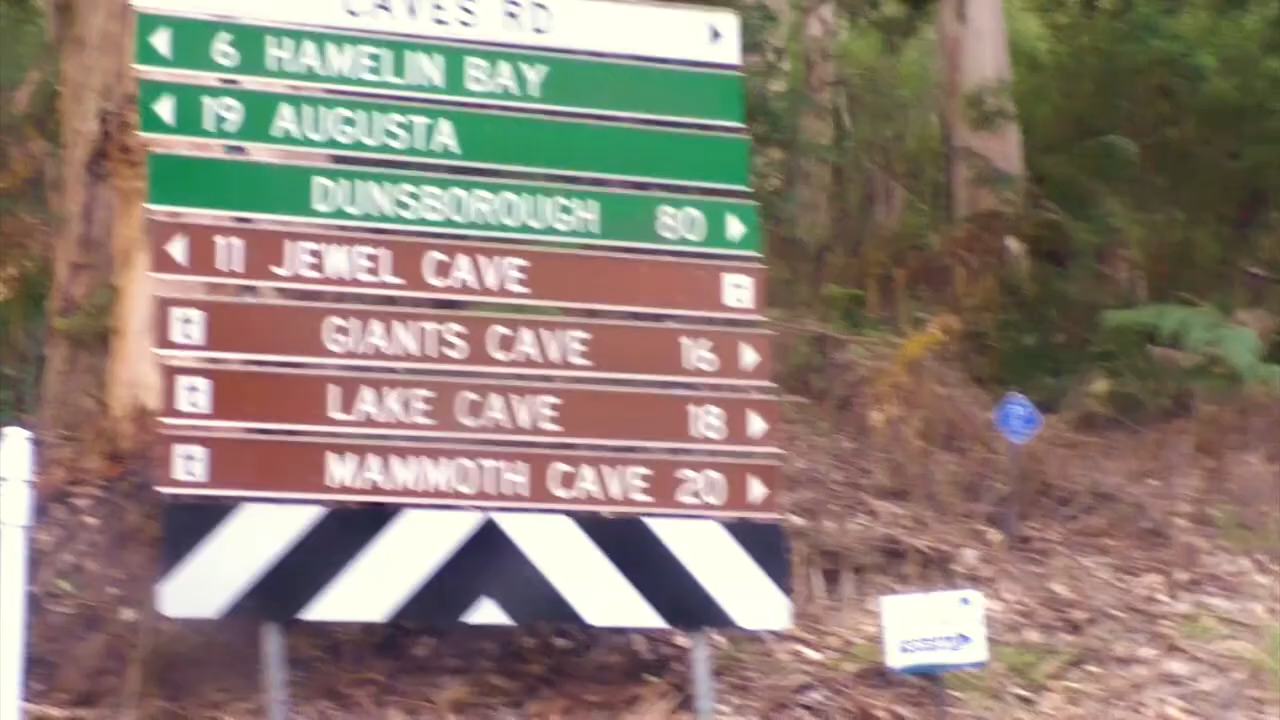 CAVES RD
6 HAMELIN BAY
19 AUGUSTA
DUNSBOROUGH 80
11 JEWEL CAVE
GIANTS CAVE 16
LAKE CAVE 18
MAMMOTH CAVE 20